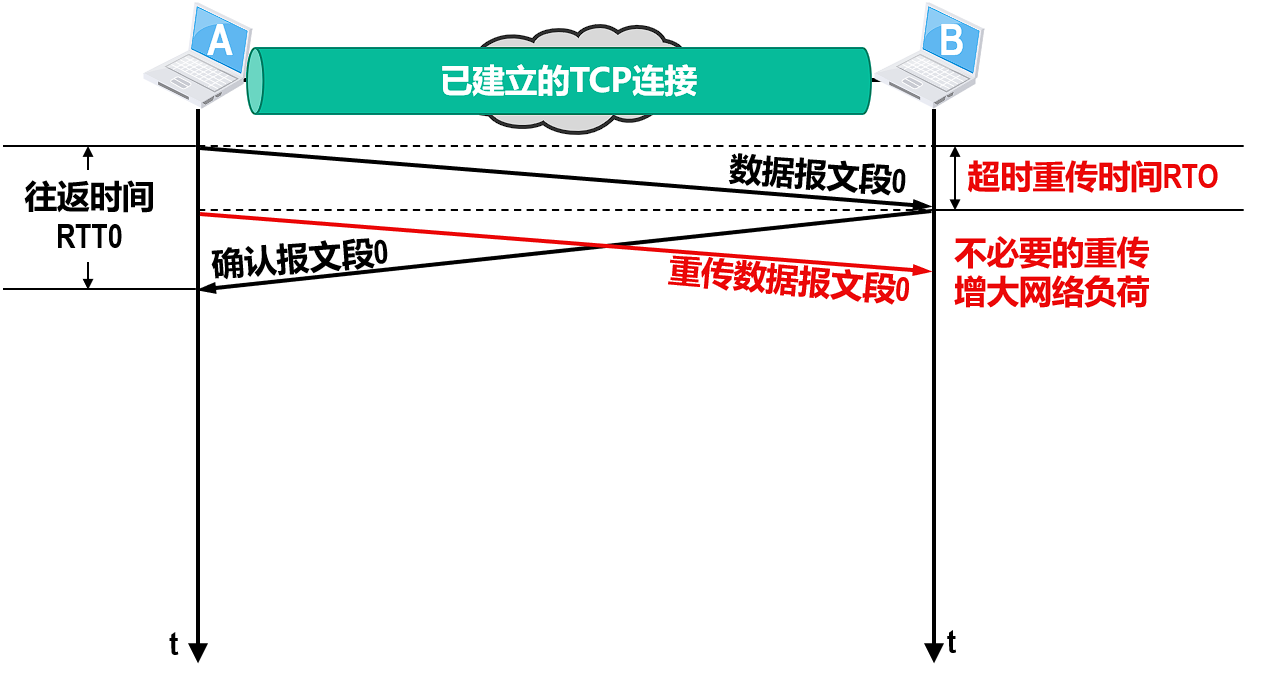 A
B
已建立的TCP连接
数据报文段0
超时重传时间RTO
往返时间
RTT0
确认报文段0
重传数据报文段0
不必要的重传
增大网络负荷
t
t